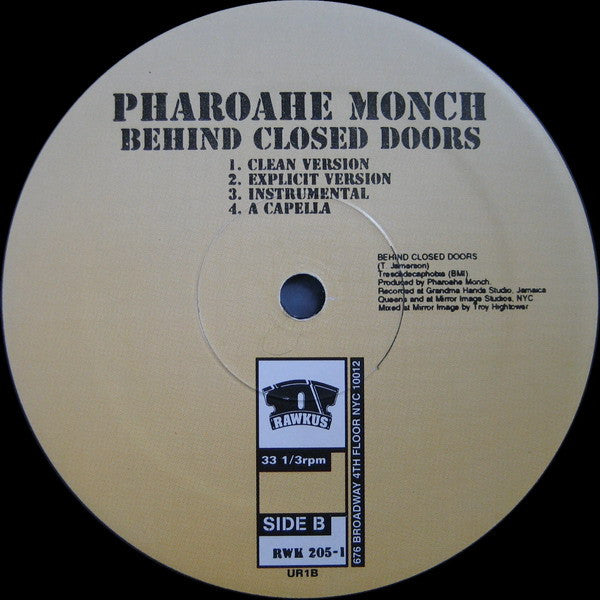 PHAROAHE MONCH
BEHIND CLOSED DOORS
1. CLEAN VERSION
2. EXPLICIT VERSION
3. INSTRUMENTAL
4. A CAPELLA
BEHIND CLOSED DOORS
(T. Jamerson)
Trescadecaphobia (BMI)
Produced by Pharoahe Monch.
Recorded at Grandma Hands Studio, Jamaica
Queens and at Mirror Image Studios, NYC
Mixed at Mirror Image by Troy Hightower
RAWKUS
33 1/3rpm
SIDE B
RWK 205-1
676 BROADWAY 4TH FLOOR NYC 10012
UR1B